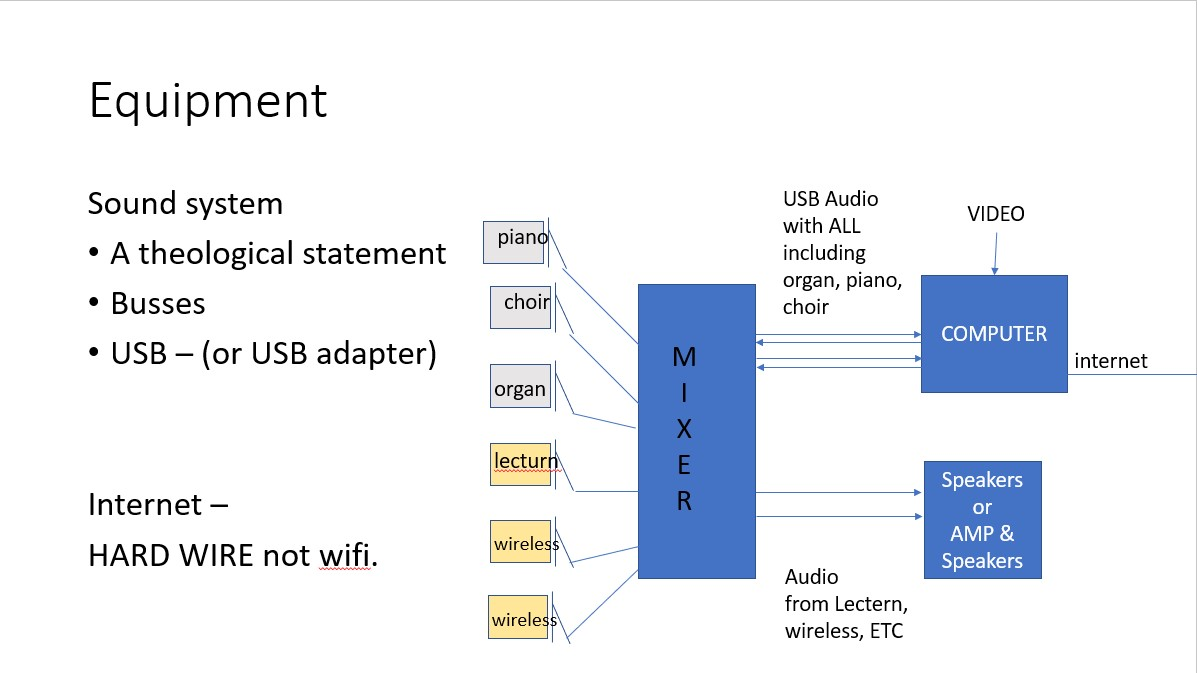 Equipment
Sound system
• A theological statement
• Busses
• USB – (or USB adapter)
Internet –
HARD WIRE not wifi.
piano
choir
organ
lecturn
wireless
wireless
M
I
X
E
R
USB Audio
with ALL
including
organ, piano,
choir
VIDEO
COMPUTER
internet
Speakers
or
AMP &
Speakers
Audio
from Lectern,
wireless, ETC